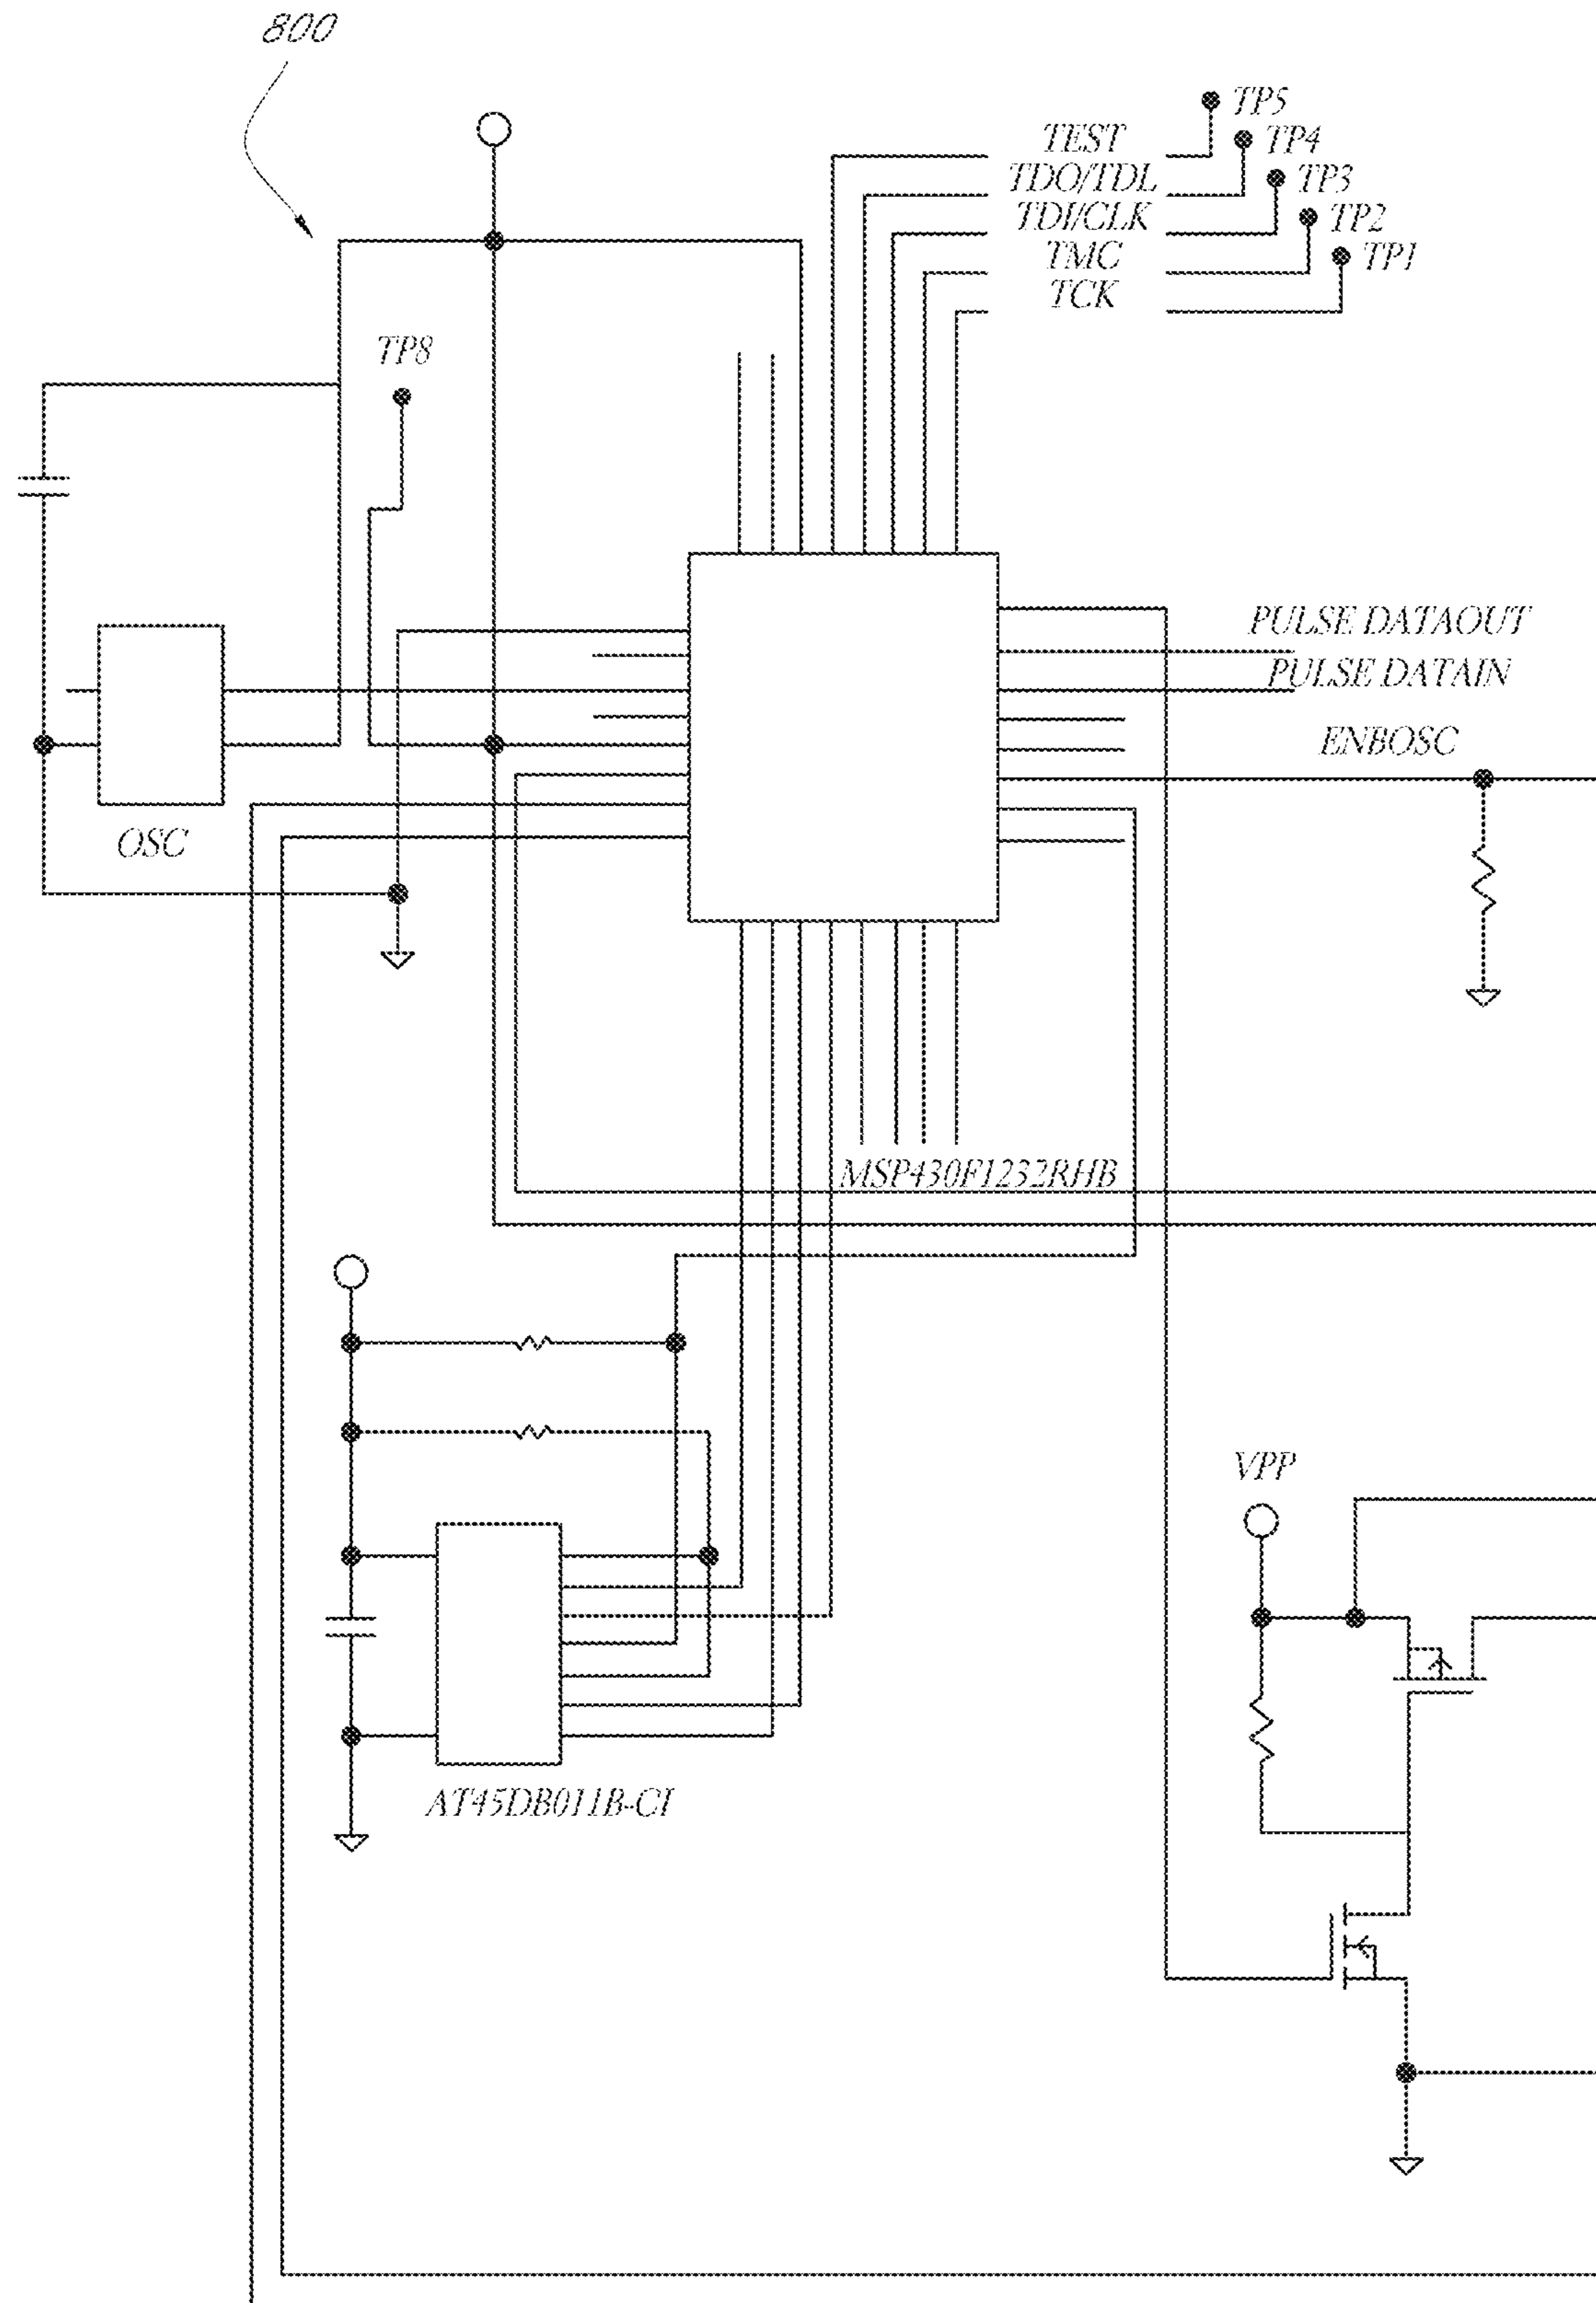 800
TP5
TEST
TP4
TDO/TDL
TP3
TDI/CLK
TP2
TMC
TP1
TCK
TP8
PULSE DATAOUT
PULSE DATAIN
ENBOSC
OSC
MSP430F1232RHB
VPP
AT45DB011B-CI